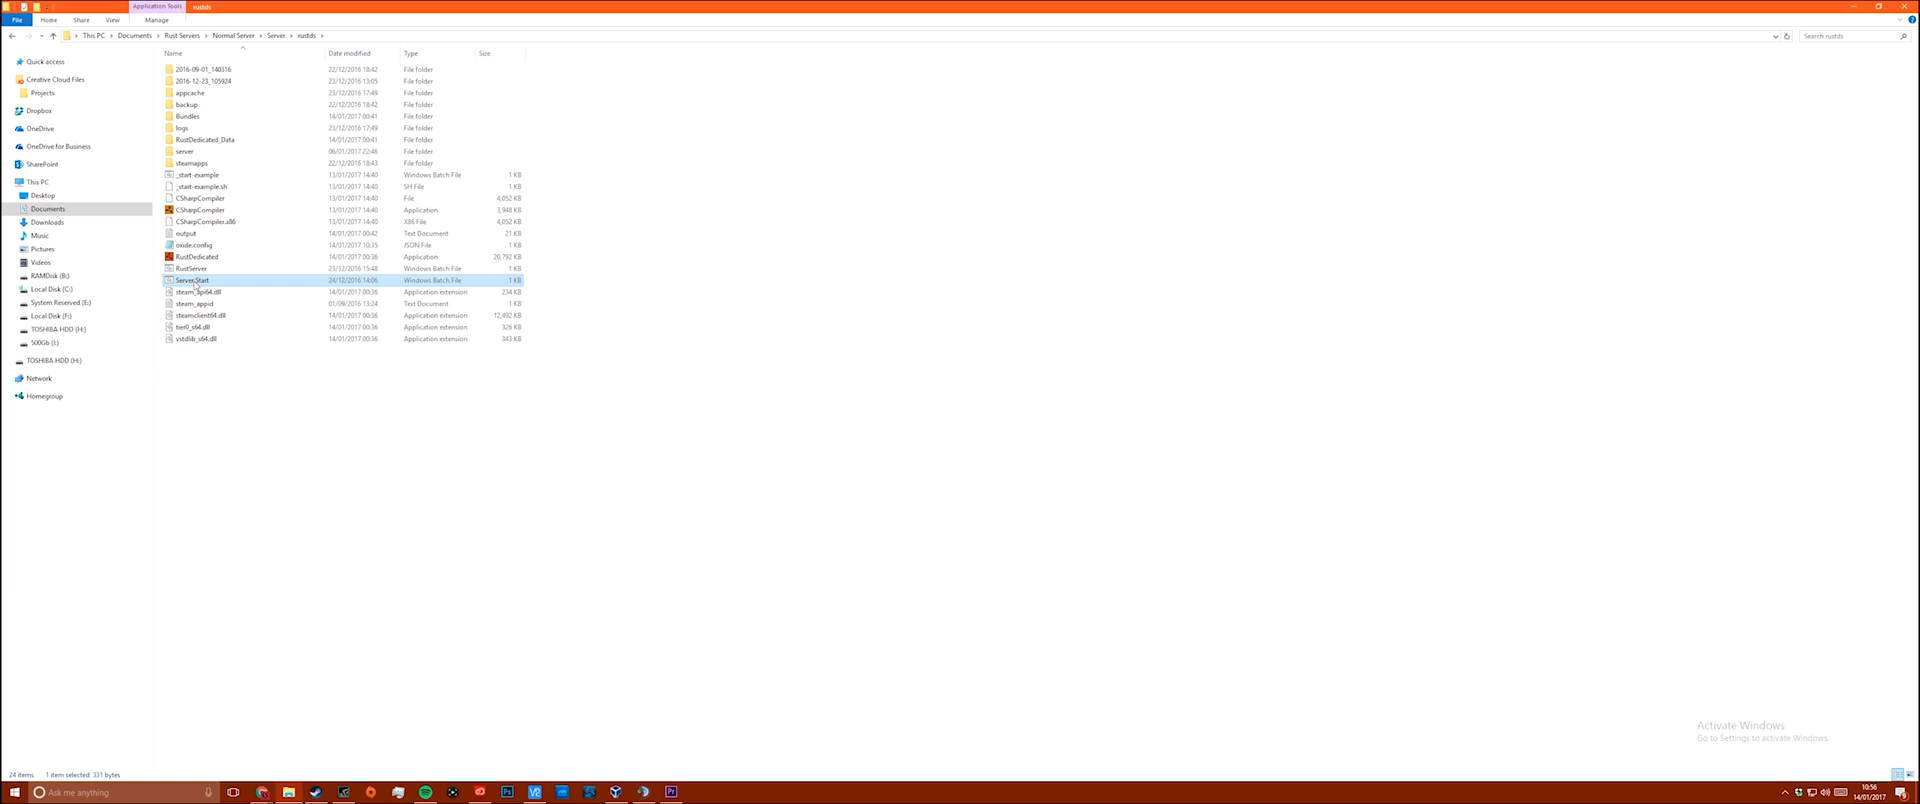 Application Tools rustds
File Home Share View Manage
This PC Documents Rust Servers Normal Server Server rustds Search rustds
Name Date modified Type Size
Quick access
Creative Cloud Files
Projects
Dropbox
OneDrive
OneDrive for Business
SharePoint
This PC
Desktop
Documents
Downloads
Music
Pictures
Videos
RAMDisk (B:)
Local Disk (C:)
System Reserved (E:)
Local Disk (F:)
TOSHIBA HDD (H:)
500Gb (I:)
TOSHIBA HDD (H:)
Network
Homegroup
2016-09-01_140316 22/12/2016 18:42 File folder
2016-12-23_105924 23/12/2016 13:05 File folder
appcache 23/12/2016 17:49 File folder
backup 22/12/2016 18:42 File folder
Bundles 14/01/2017 00:41 File folder
logs 23/12/2016 17:49 File folder
RustDedicated_Data 14/01/2017 00:41 File folder
server 06/01/2017 22:46 File folder
steamapps 22/12/2016 18:43 File folder
_start-example 13/01/2017 14:40 Windows Batch File 1 KB
_start-example.sh 13/01/2017 14:40 SH File 1 KB
CSharpCompiler 13/01/2017 14:40 File 4,052 KB
CSharpCompiler 13/01/2017 14:40 Application 3,948 KB
CSharpCompiler.x86 13/01/2017 14:40 X86 File 4,052 KB
output 14/01/2017 00:42 Text Document 21 KB
oxide.config 14/01/2017 10:35 JSON File 1 KB
RustDedicated 14/01/2017 00:36 Application 20,792 KB
RustServer 23/12/2016 15:48 Windows Batch File 1 KB
ServerStart 24/12/2016 14:06 Windows Batch File 1 KB
steam_api64.dll 14/01/2017 00:36 Application extension 234 KB
steam_appid 01/09/2016 13:24 Text Document 1 KB
steamclient64.dll 14/01/2017 00:36 Application extension 12,492 KB
tier0_s64.dll 14/01/2017 00:36 Application extension 326 KB
vstdlib_s64.dll 14/01/2017 00:36 Application extension 343 KB
Activate Windows
Go to Settings to activate Windows.
24 items 1 item selected 331 bytes
Ask me anything
Ps
Pr
10:56
14/01/2017